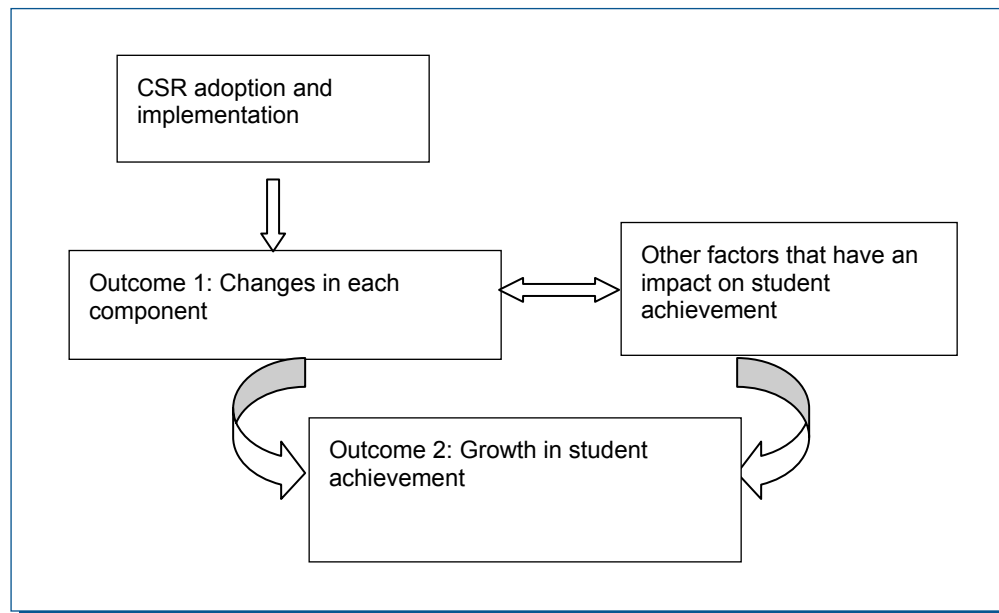 CSR adoption and
implementation
Outcome 1: Changes in each
component
Other factors that have an
impact on student
achievement
Outcome 2: Growth in student
achievement